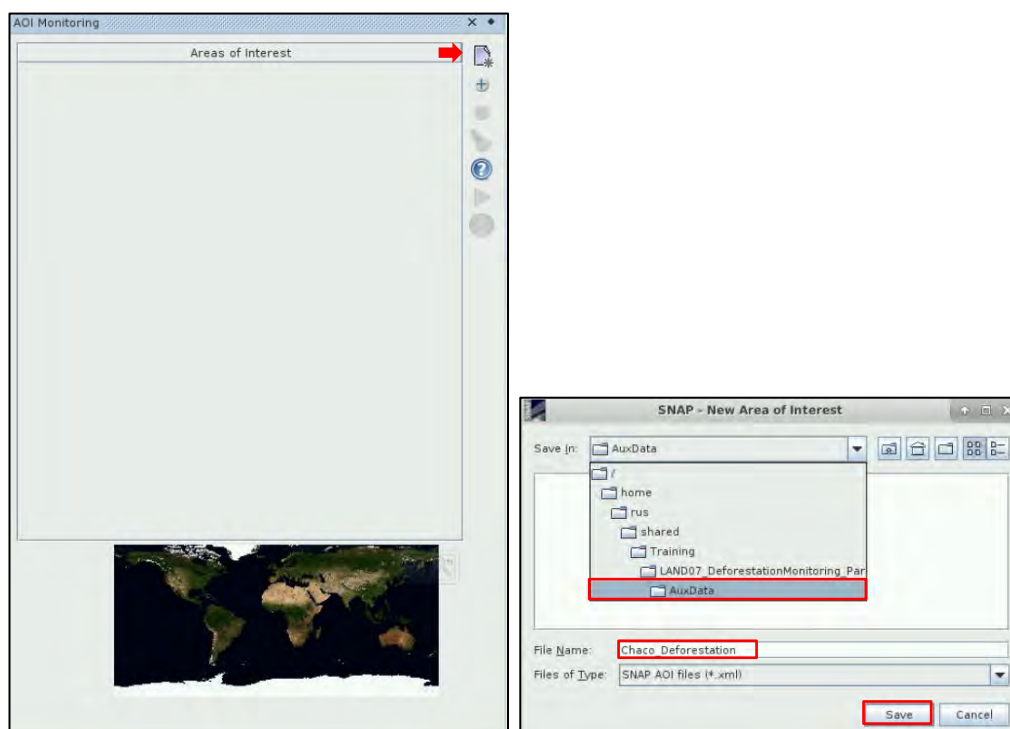 AOI Monitoring
Areas of Interest
SNAP - New Area of Interest
Save In: AuxData
/
home
rus
shared
Training
LAND07_DeforestationMonitoring_Par
AuxData
File Name: Chaco_Deforestation
Files of Type: SNAP AOI files (*.xml)
Save Cancel